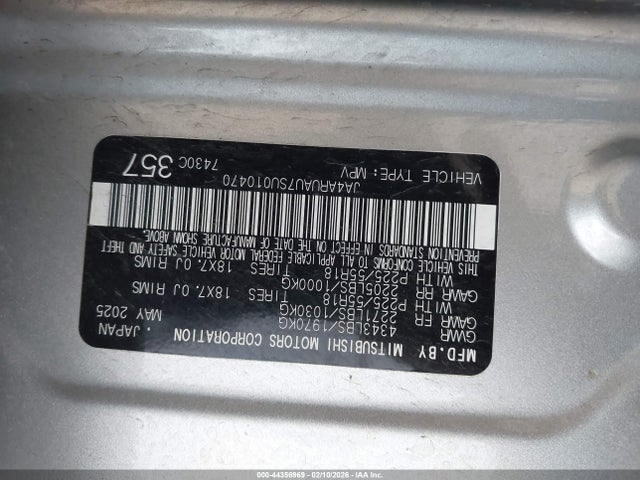 MFD.BY MITSUBISHI MOTORS CORPORATION . JAPAN
GWR 4343LBS/1970KG MAY 2025
GAWR FR 2271LBS/1030KG
WITH P225/55R18 TIRES 18X7.0J RIMS
GAWR RR 2205LBS/1000KG
WITH P225/55R18 TIRES 18X7.0J RIMS
THIS VEHICLE CONFORMS TO ALL APPLICABLE FEDERAL MOTOR VEHICLE SAFETY AND THEFT
PREVENTION STANDARDS IN EFFECT ON THE DATE OF MANUFACTURE SHOWN ABOVE.
JA4ARUAU7SU010470
VEHICLE TYPE: MPV 7430C 357
000-44356969 - 02/10/2026 - IAA Inc.